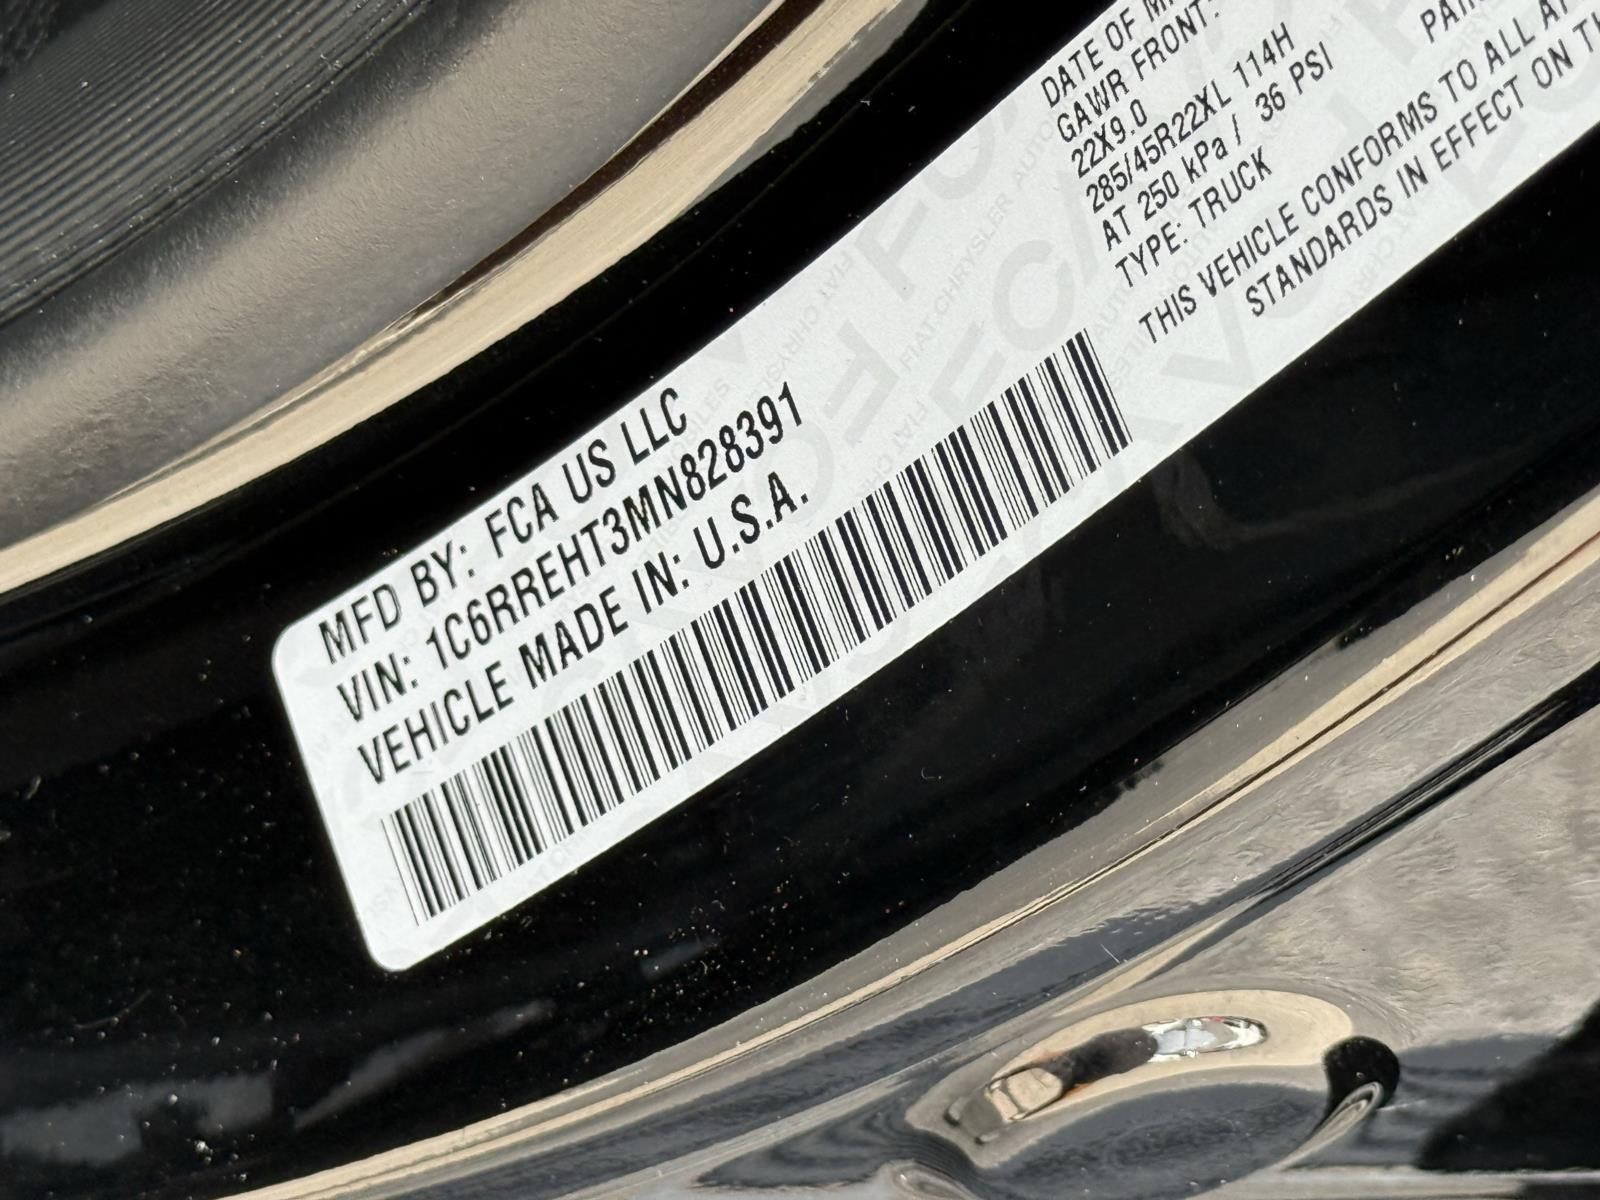 MFD BY: FCA US LLC
VIN: 1C6RREHT3MN828391
VEHICLE MADE IN: U.S.A.
DATE OF
GAWR FRONT:
22X9.0
285/45R22XL 114H
AT 250 kPa / 36 PSI
TYPE: TRUCK
THIS VEHICLE CONFORMS TO ALL
STANDARDS IN EFFECT ON